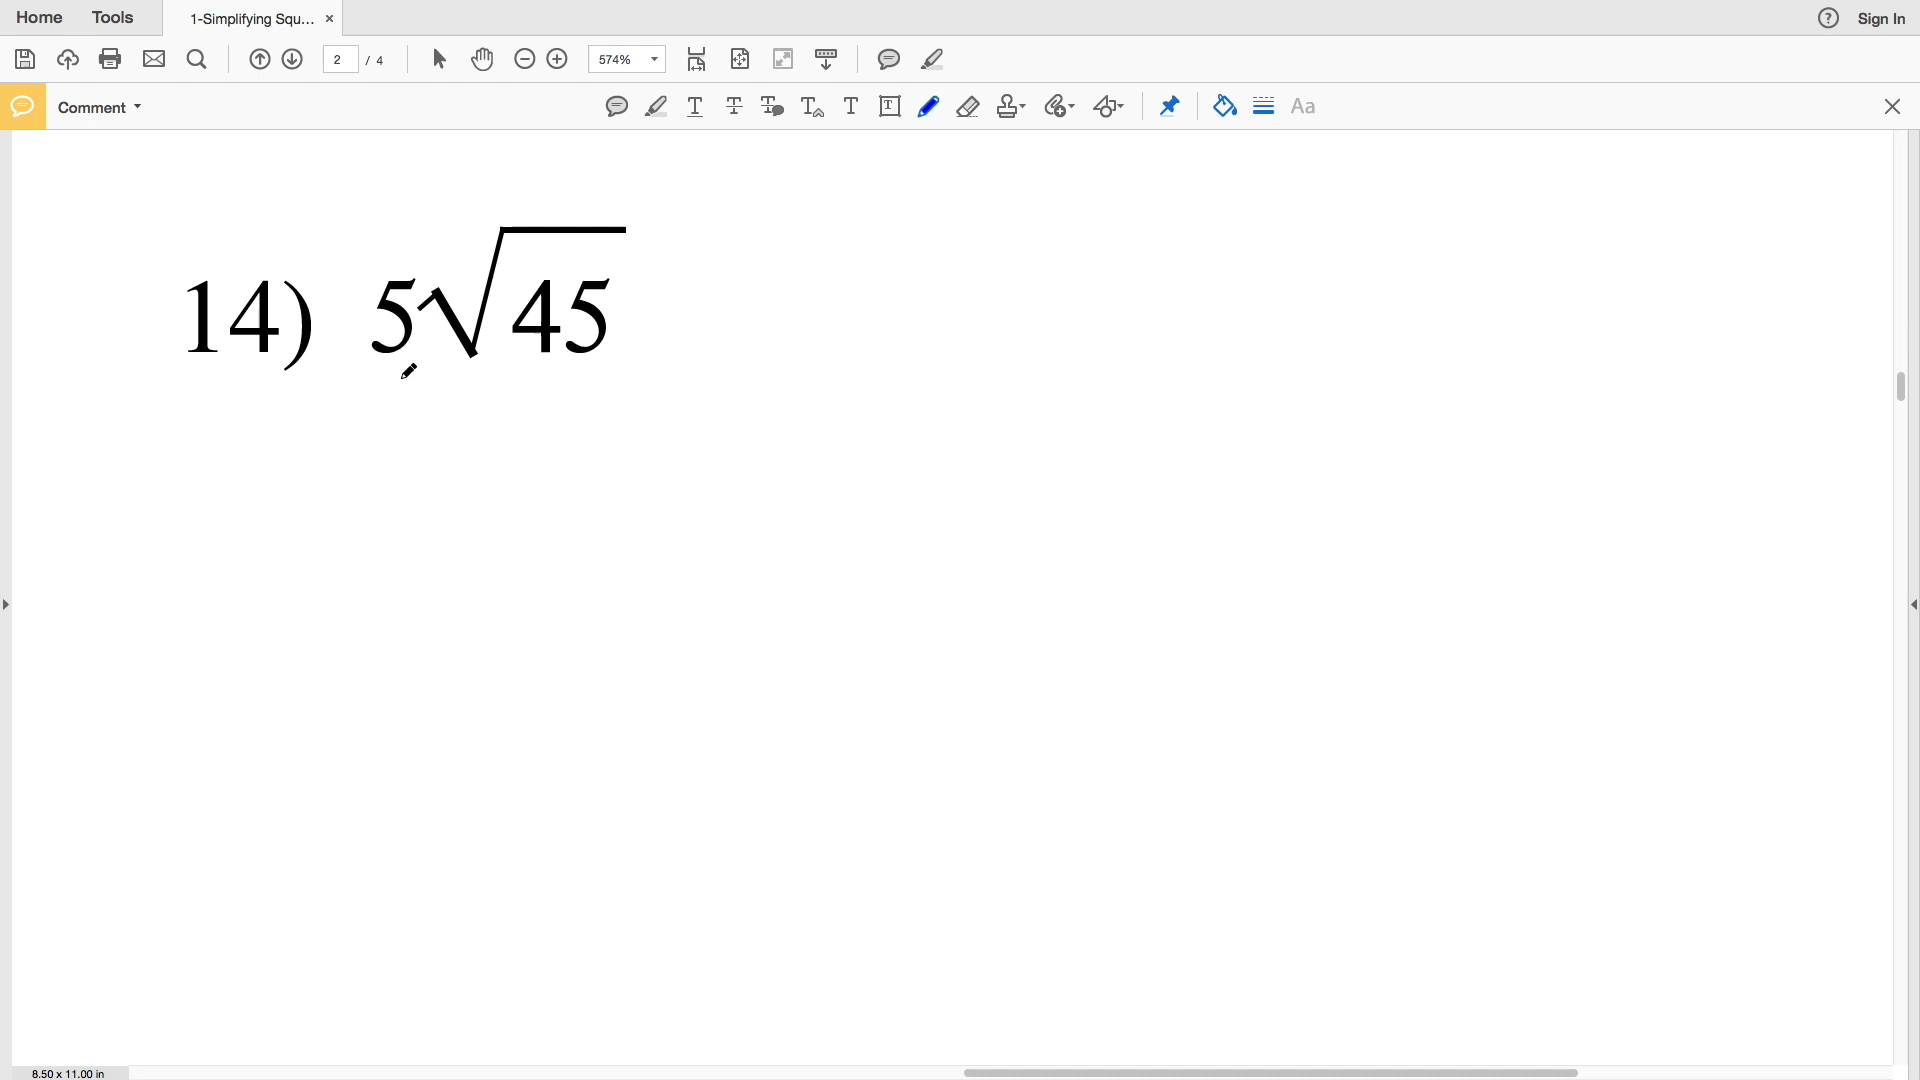 Home Tools 1-Simplifying Squ... × ? Sign In
2 / 4 574%
Comment T T T T T T Aa
14) 5√45
8.50 x 11.00 in